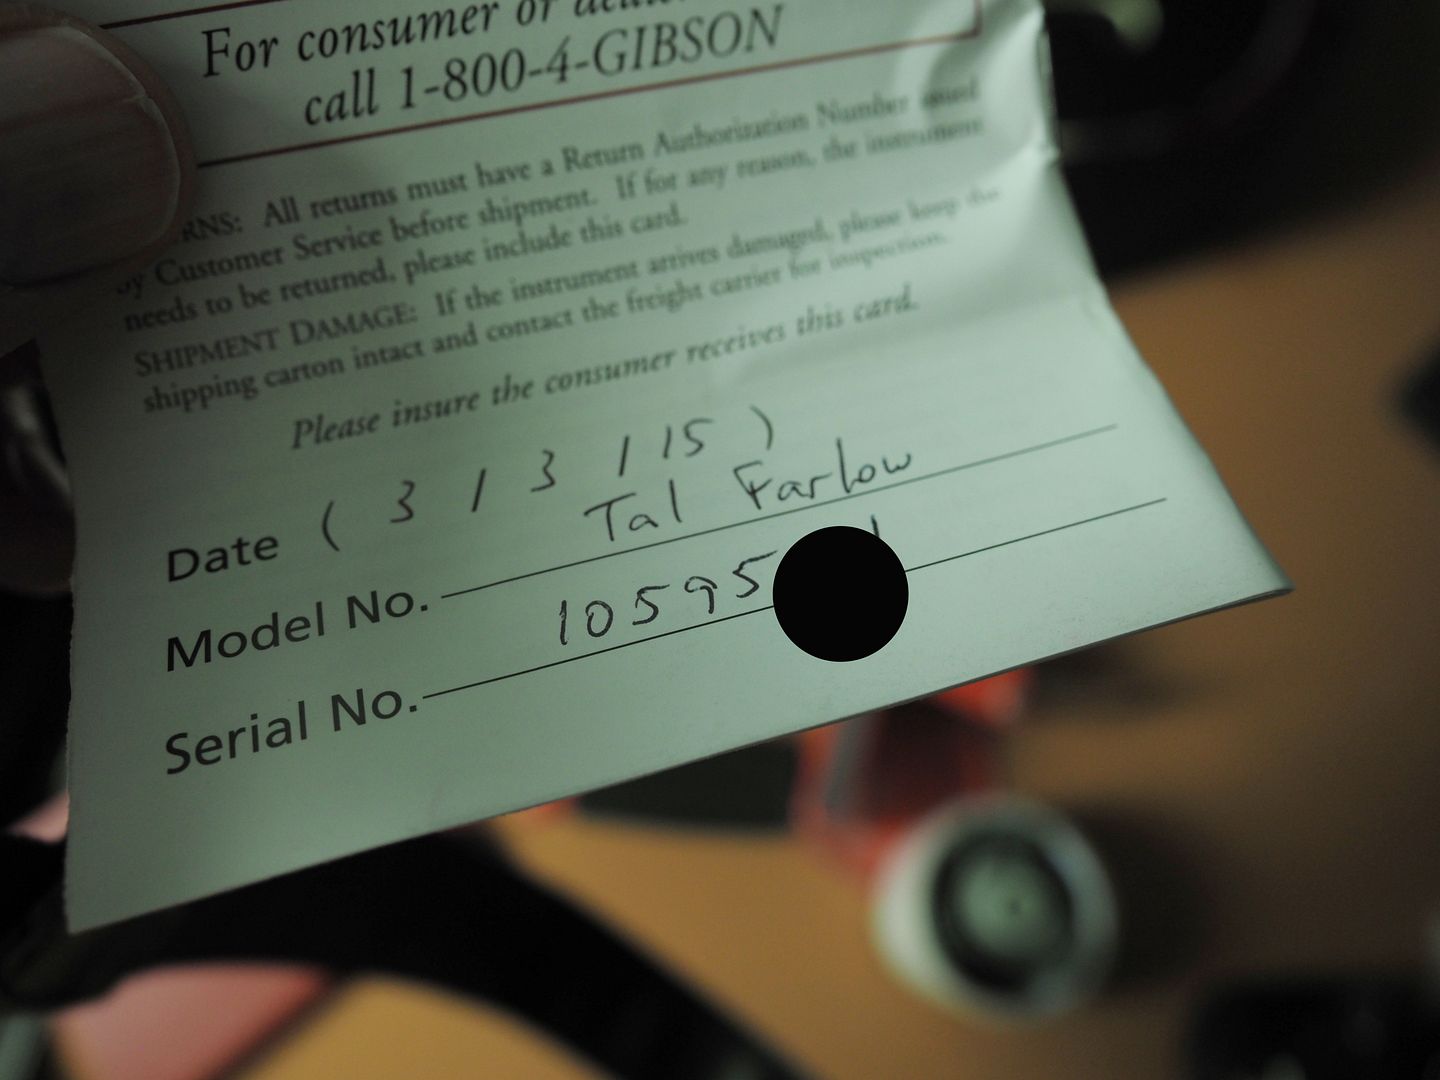 For consumer or
call 1-800-4-GIBSON
RNS: All returns must have a Return Authorization Number issued
by Customer Service before shipment. If for any reason, the instrument
needs to be returned, please include this card.
SHIPMENT DAMAGE: If the instrument arrives damaged, please keep the
shipping carton intact and contact the freight carrier for inspection.
Please insure the consumer receives this card.
Date ( 3 / 3 / 15 )
Model No. Tal Farlow
Serial No. 10595